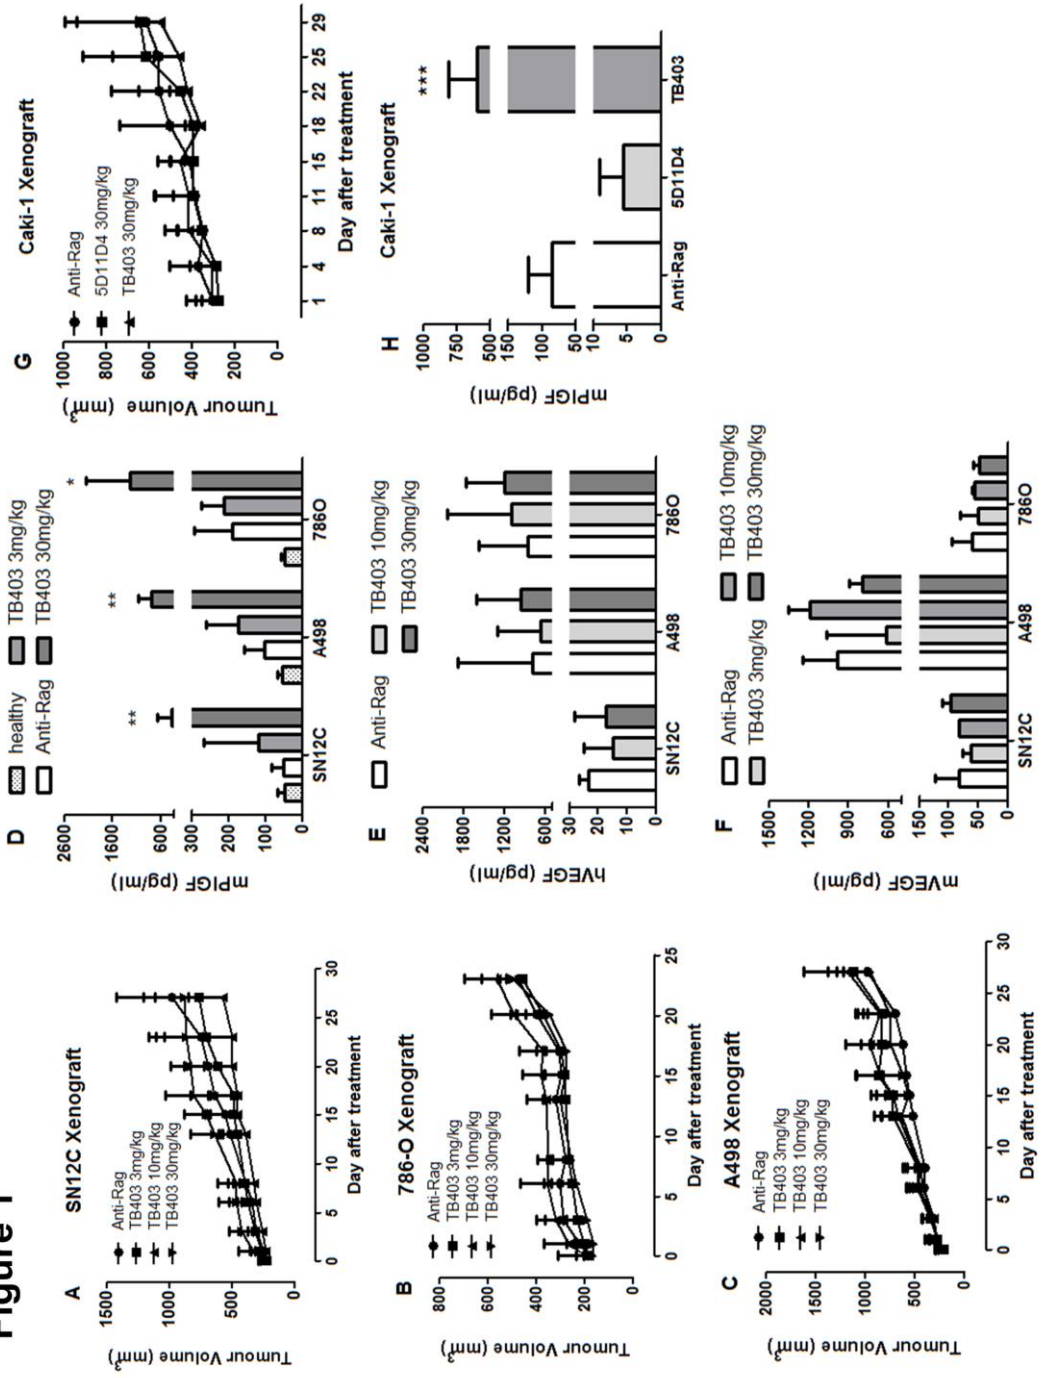 Figure 1
A
SN12C Xenograft
Anti-Rag
TB403 3mg/kg
TB403 10mg/kg
TB403 30mg/kg
Tumour Volume (mm³)
1500
1000
500
0
0 5 10 15 20 25 30
Day after treatment
B
786-O Xenograft
Anti-Rag
TB403 3mg/kg
TB403 10mg/kg
TB403 30mg/kg
Tumour Volume (mm³)
800
600
400
200
0
0 5 10 15 20 25
Day after treatment
C
A498 Xenograft
Anti-Rag
TB403 3mg/kg
TB403 10mg/kg
TB403 30mg/kg
Tumour Volume (mm³)
2000
1500
1000
500
0
0 5 10 15 20 25 30
Day after treatment
D
healthy
Anti-Rag
TB403 3mg/kg
TB403 30mg/kg
mPlGF (pg/ml)
2600
1600
600
300
200
100
0
** ** *
SN12C A498 786O
E
Anti-Rag
TB403 10mg/kg
TB403 30mg/kg
hVEGF (pg/ml)
2400
1800
1200
600
30
20
10
0
SN12C A498 786O
F
Anti-Rag
TB403 3mg/kg
TB403 10mg/kg
TB403 30mg/kg
mVEGF (pg/ml)
1500
1200
900
600
150
100
50
0
SN12C A498 786O
G
Caki-1 Xenograft
Anti-Rag
5D11D4 30mg/kg
TB403 30mg/kg
Tumour Volume (mm³)
1000
800
600
400
200
0
1 4 8 11 15 18 22 25 29
Day after treatment
H
Caki-1 Xenograft
mPlGF (pg/ml)
1000
750
500
150
100
50
10
5
0
***
Anti-Rag 5D11D4 TB403